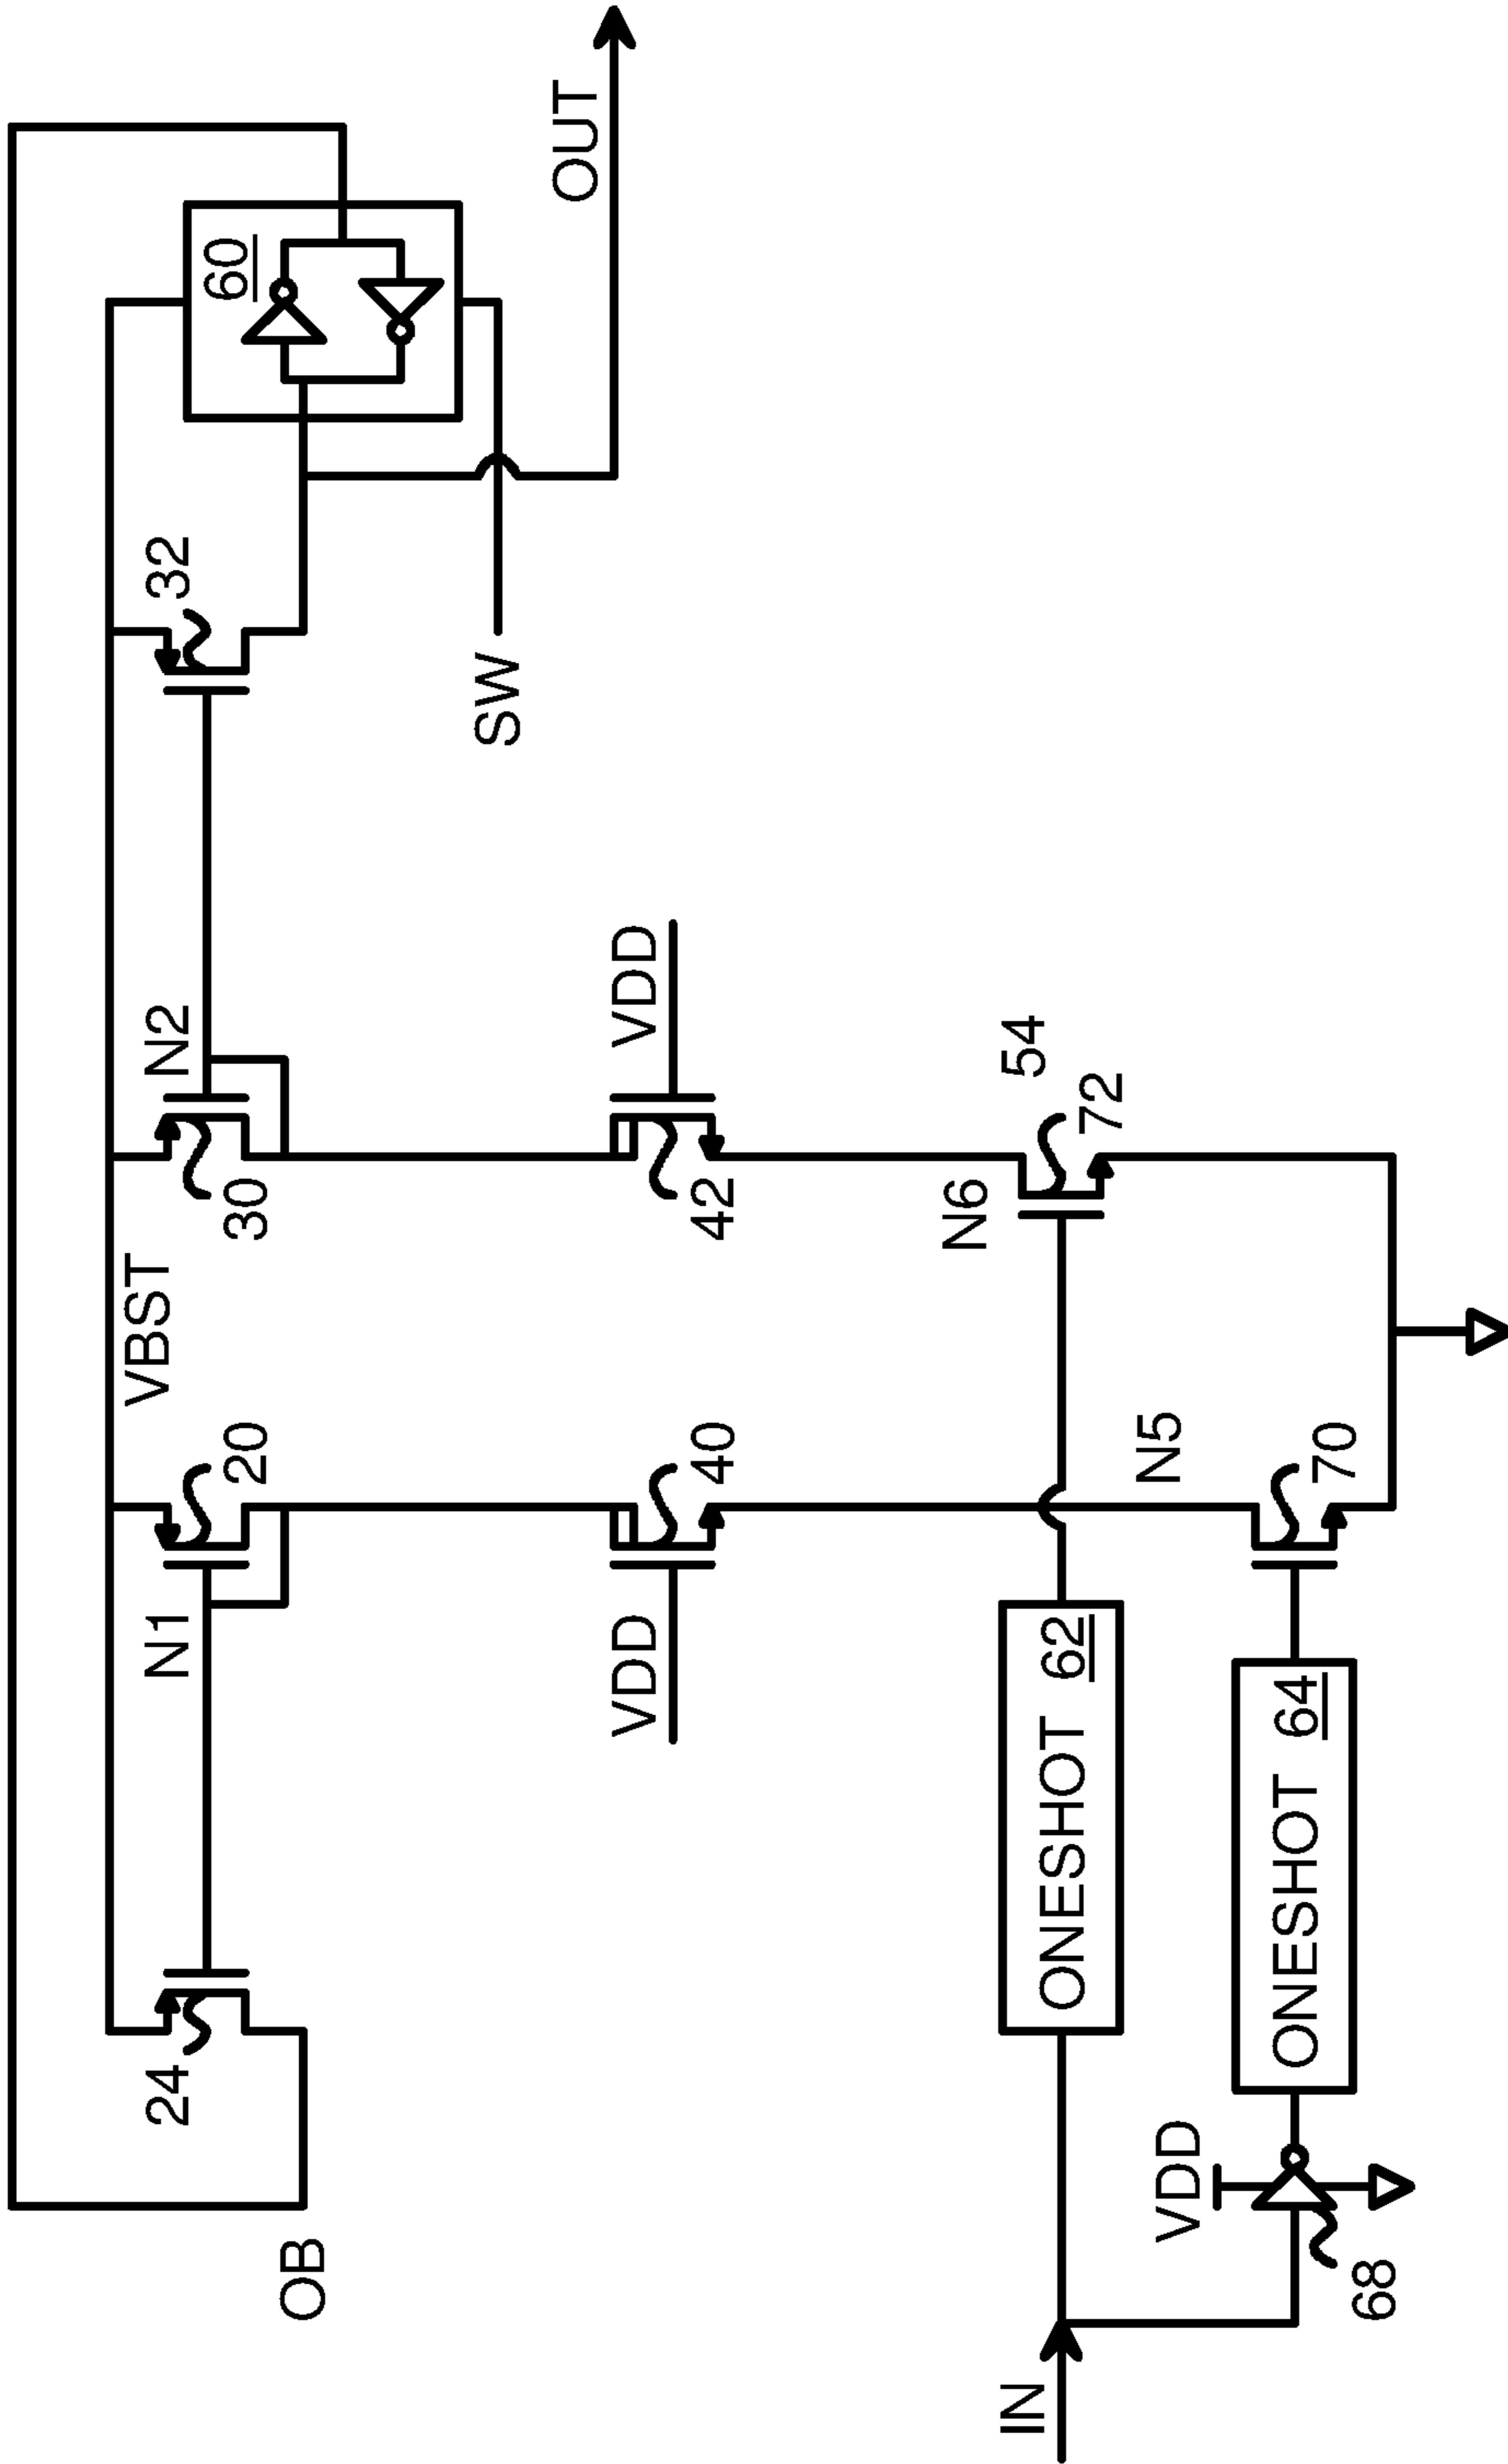 VBST
24
N1
20
30
N2
32
60
OB
VDD
40
42
VDD
SW
OUT
IN
ONESHOT 62
N6
54
72
N5
VDD
68
ONESHOT 64
70